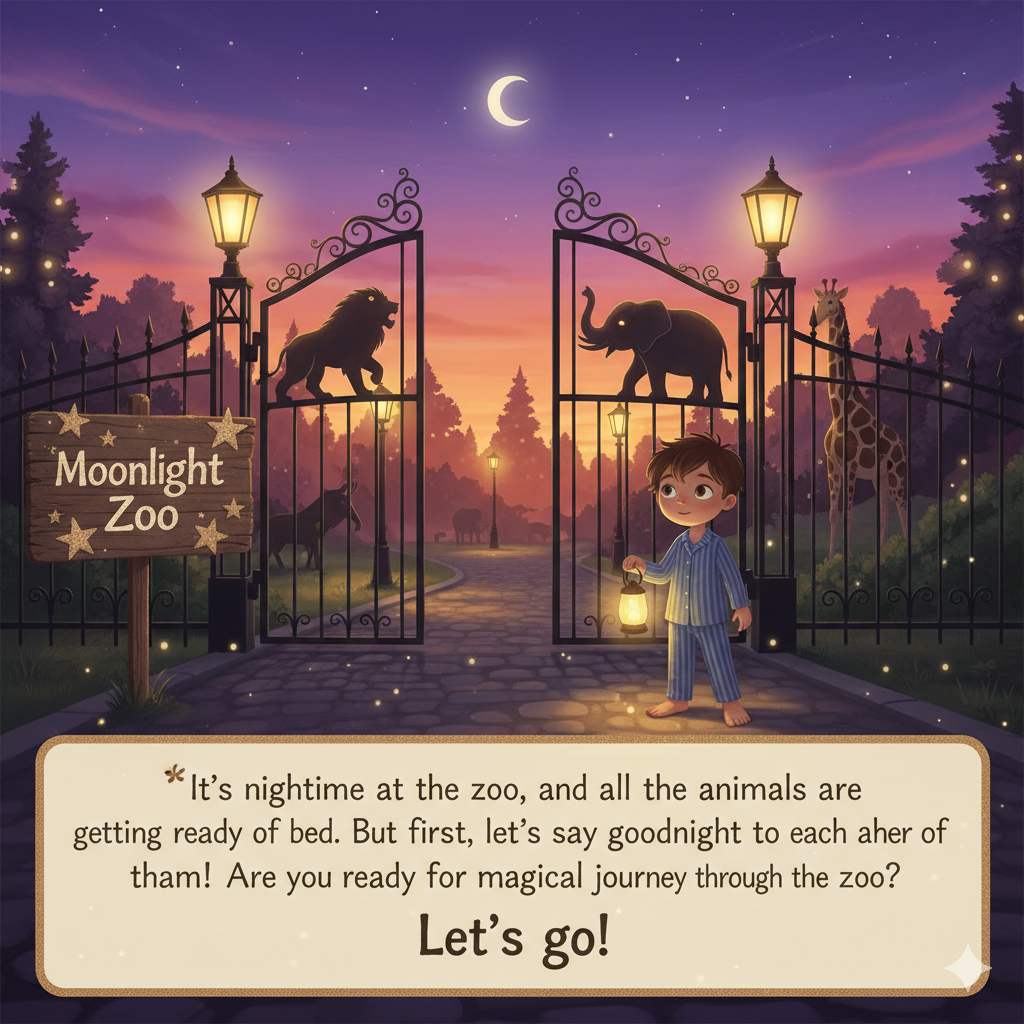 Moonlight
Zoo
*It's nightime at the zoo, and all the animals are
getting ready of bed. But first, let's say goodnight to each aher of
tham! Are you ready for magical journey through the zoo?
Let's go!